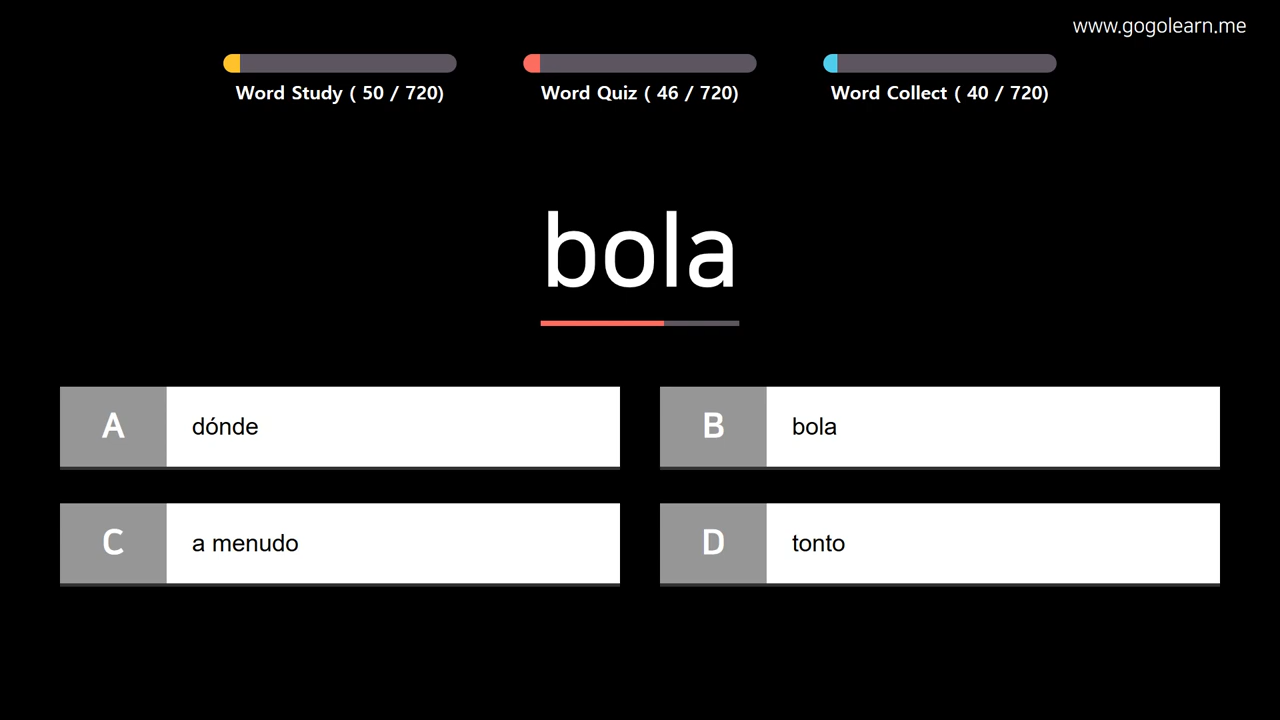 www.gogolearn.me
Word Study ( 50 / 720)
Word Quiz ( 46 / 720)
Word Collect ( 40 / 720)
bola
A dónde
B bola
C a menudo
D tonto